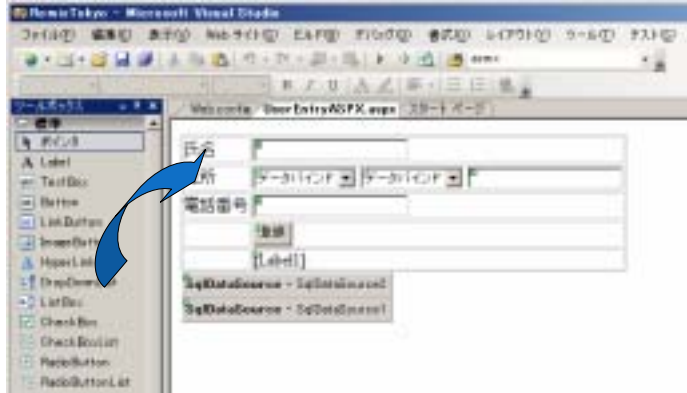 RemixTokyo - Microsoft Visual Studio
ファイル(F) 編集(E) 表示(V) Web サイト(S) ビルド(B) デバッグ(D) 書式(O) レイアウト(L) ツール(T) テスト(S)
B I U
ツールボックス
標準
ポインタ
Label
TextBox
Button
LinkButton
ImageButt
HyperLink
DropDownList
ListBox
CheckBox
CheckBoxList
RadioButton
RadioButtonList
Web.config UserEntryASPX.aspx スタート ページ
氏名
所 データバインド データバインド
電話番号
登録
[Label1]
SqlDataSource - SqlDataSource2
SqlDataSource - SqlDataSource1